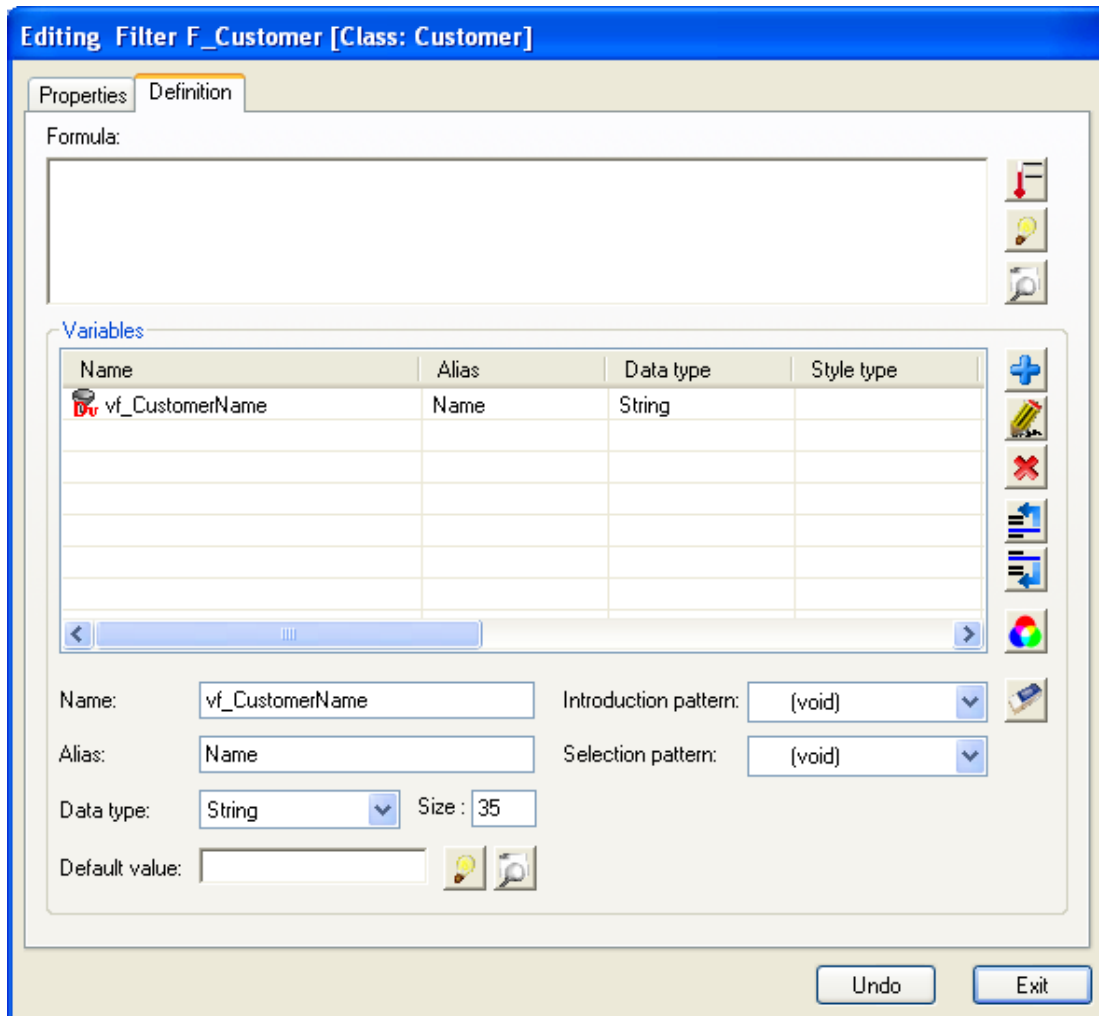 Editing Filter F_Customer [Class: Customer]
Properties Definition
Formula:
Variables
Name Alias Data type Style type
Dv vf_CustomerName Name String
Name: vf_CustomerName Introduction pattern: (void)
Alias: Name Selection pattern: (void)
Data type: String Size : 35
Default value:
Undo Exit